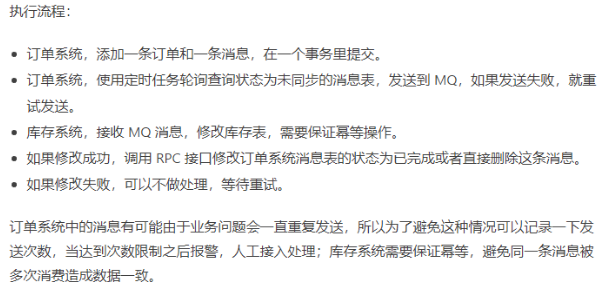 执行流程：
订单系统，添加一条订单和一条消息，在一个事务里提交。
订单系统，使用定时任务轮询查询状态为未同步的消息表，发送到 MQ，如果发送失败，就重
试发送。
库存系统，接收 MQ 消息，修改库存表，需要保证幂等操作。
如果修改成功，调用 RPC 接口修改订单系统消息表的状态为已完成或者直接删除这条消息。
如果修改失败，可以不做处理，等待重试。
订单系统中的消息有可能由于业务问题会一直重复发送，所以为了避免这种情况可以记录一下发
送次数，当达到次数限制之后报警，人工接入处理；库存系统需要保证幂等，避免同一条消息被
多次消费造成数据一致。